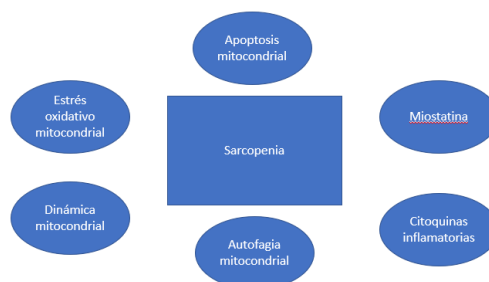 Apoptosis
mitocondrial
Estrés
oxidativo
mitocondrial
Miostatina
Sarcopenia
Dinámica
mitocondrial
Citoquinas
inflamatorias
Autofagia
mitocondrial